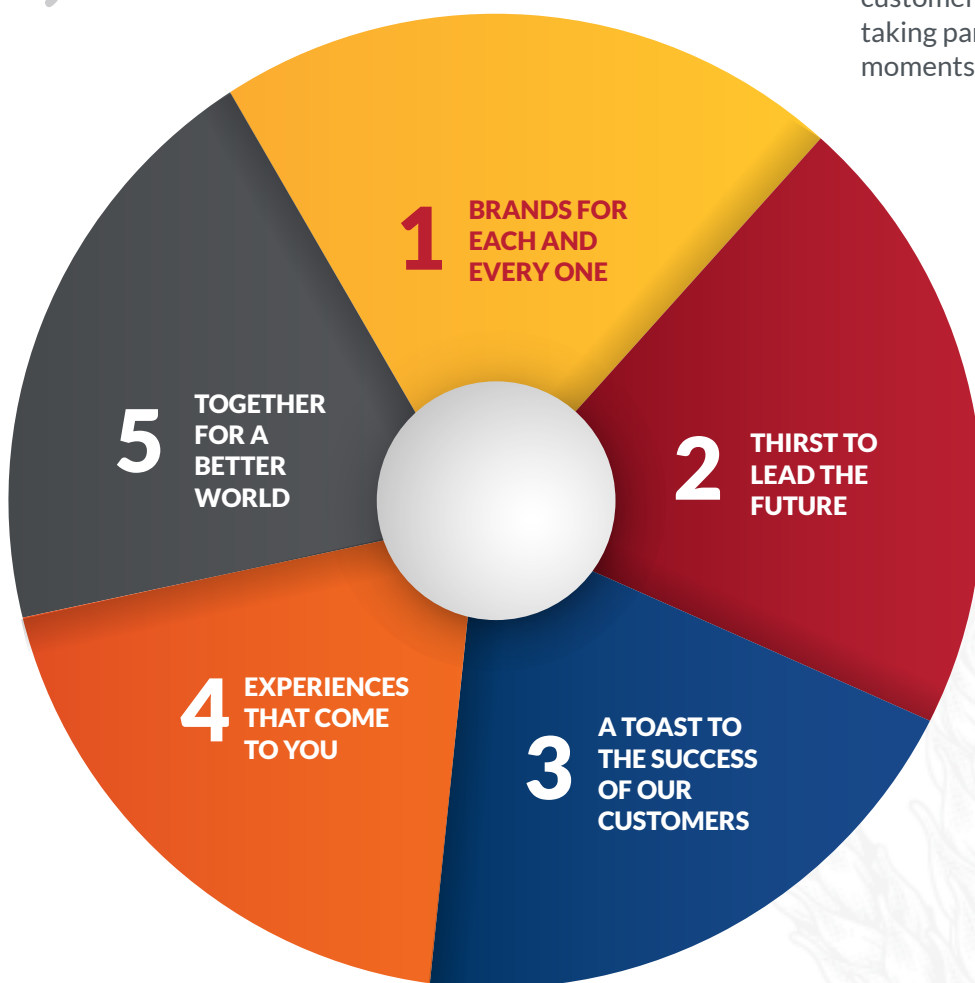 customer
taking par
moments
1
BRANDS FOR
EACH AND
EVERY ONE
2
THIRST TO
LEAD THE
FUTURE
3
A TOAST TO
THE SUCCESS
OF OUR
CUSTOMERS
4
EXPERIENCES
THAT COME
TO YOU
5
TOGETHER
FOR A
BETTER
WORLD